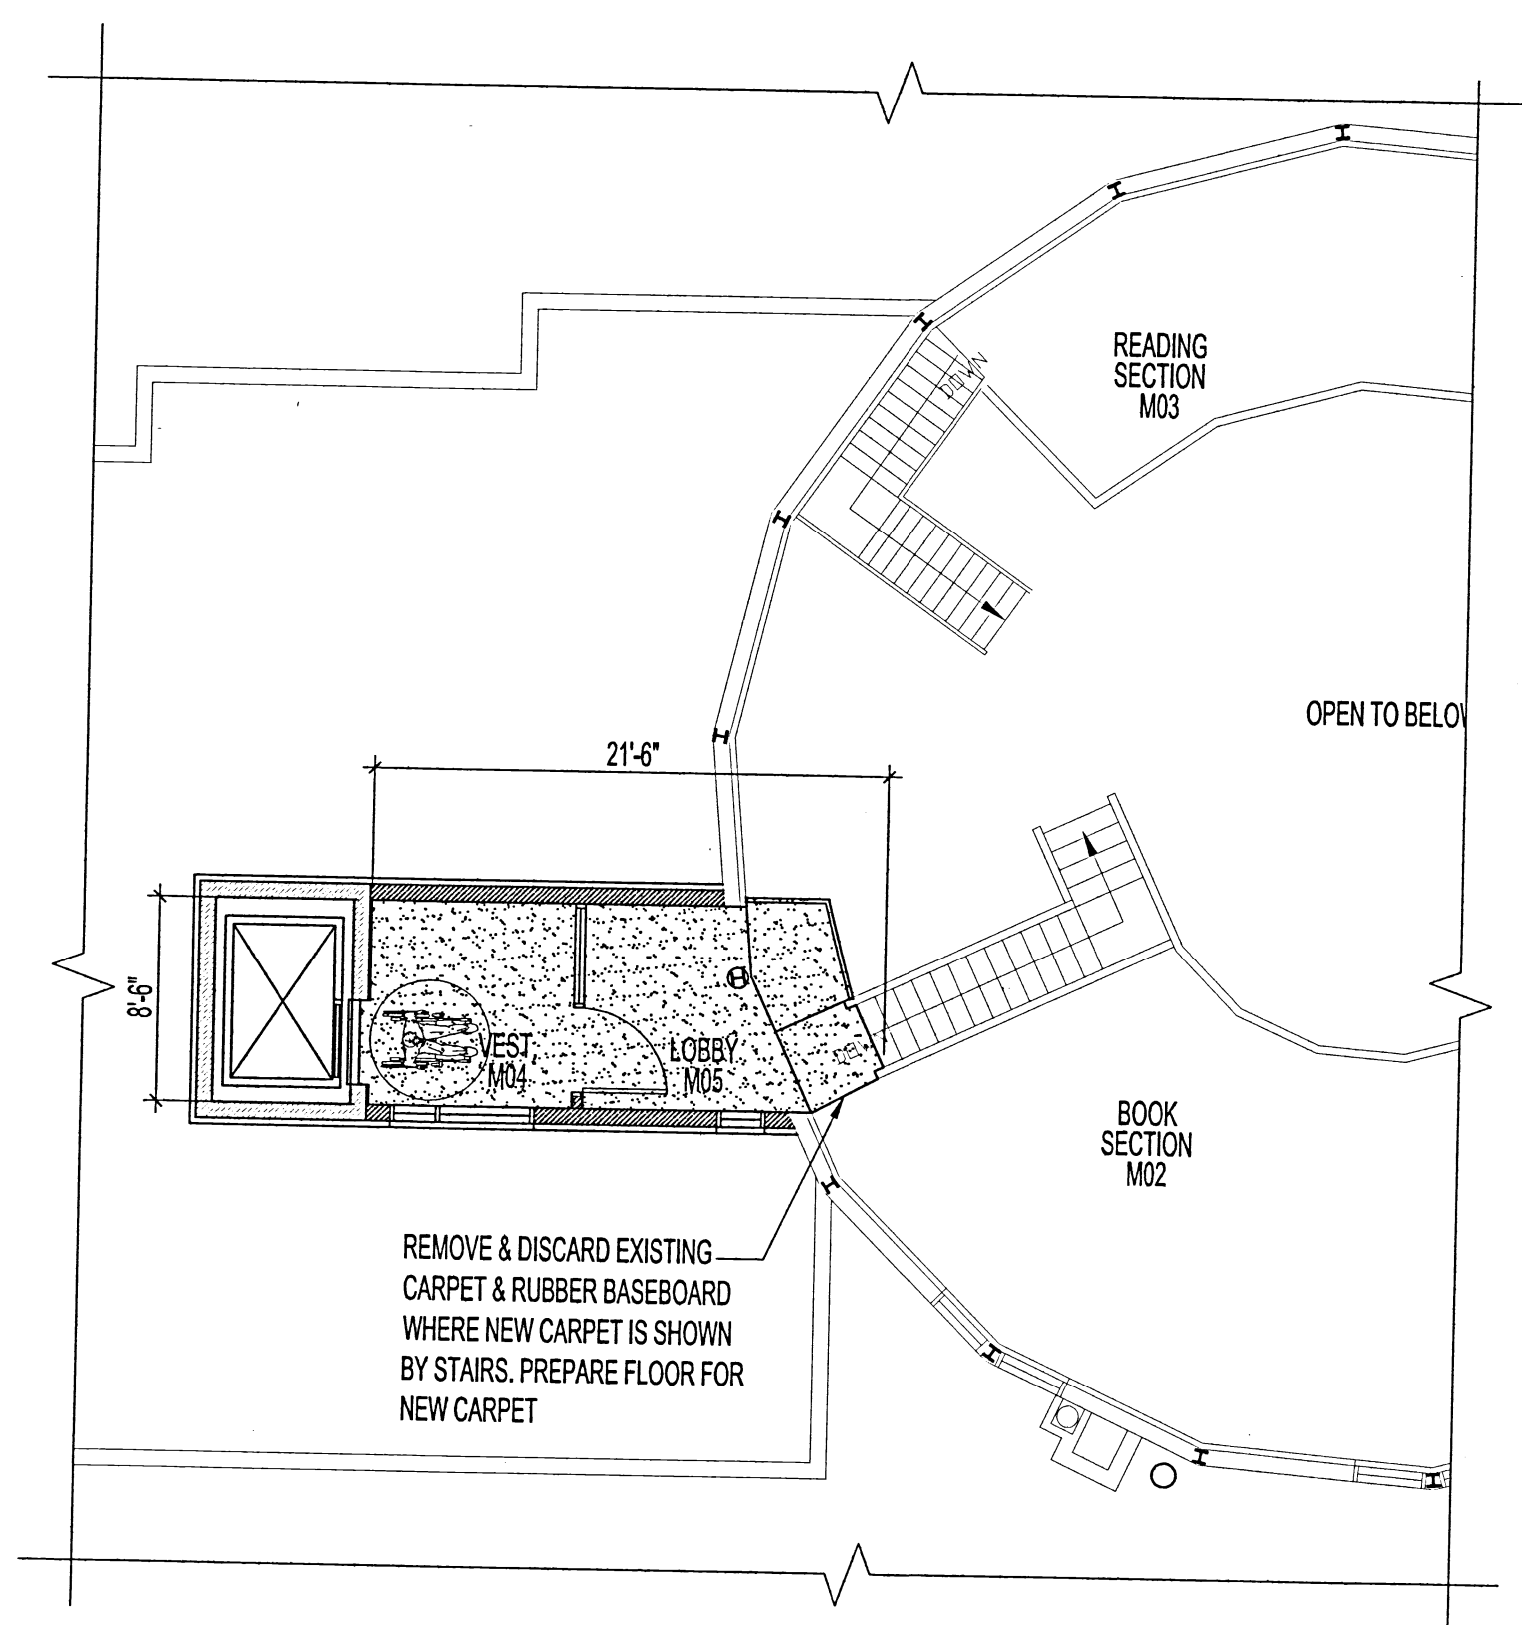 READING
SECTION
M03
DOWN
OPEN TO BELOW
21'-6"
8'-6"
VEST.
M04
LOBBY
M05
BOOK
SECTION
M02
REMOVE & DISCARD EXISTING
CARPET & RUBBER BASEBOARD
WHERE NEW CARPET IS SHOWN
BY STAIRS. PREPARE FLOOR FOR
NEW CARPET